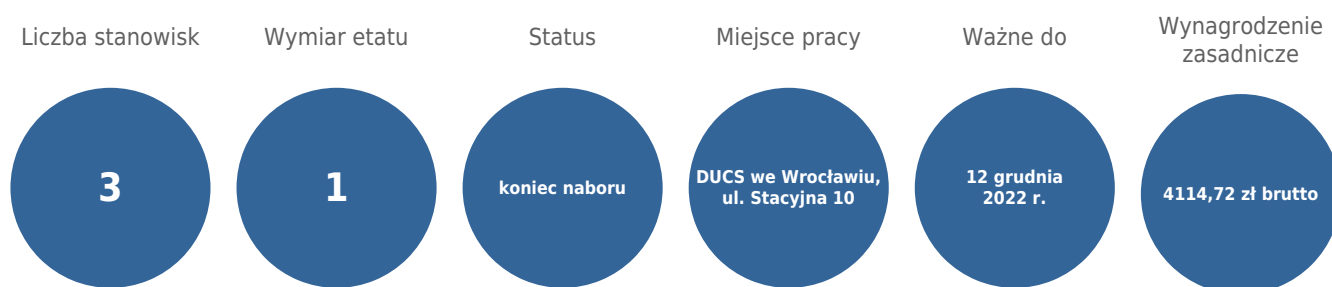 Liczba stanowisk
3
Wymiar etatu
1
Status
koniec naboru
Miejsce pracy
DUCS we Wrocławiu,
ul. Stacyjna 10
Ważne do
12 grudnia
2022 r.
Wynagrodzenie
zasadnicze
4114,72 zł brutto